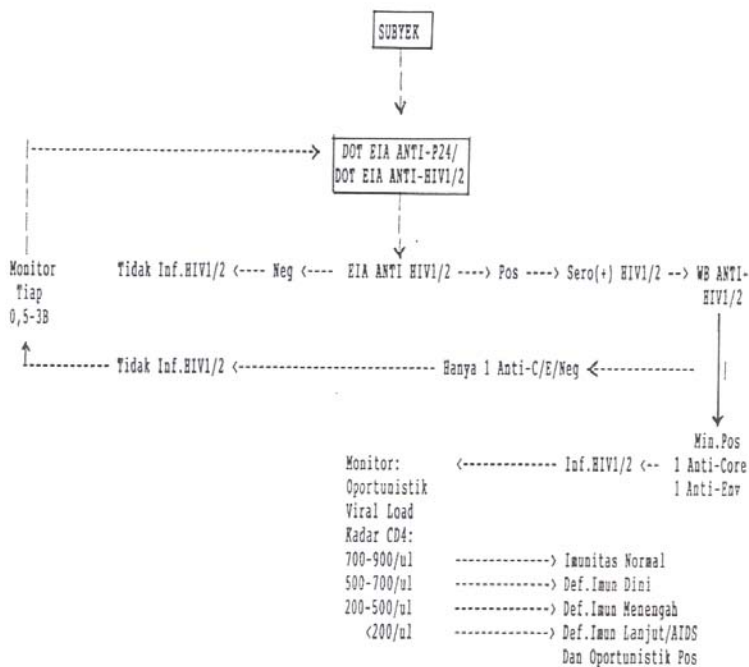 SUBYEK
DOT EIA ANTI-P24/
DOT EIA ANTI-HIV1/2
Monitor
Tiap
0,5-3B
Tidak Inf.HIV1/2 <---- Neg <---- EIA ANTI HIV1/2 ----> Pos ----> Sero(+) HIV1/2 --> WB ANTI-
HIV1/2
Tidak Inf.HIV1/2 <---- Hanya 1 Anti-C/E/Neg <----
Min.Pos
Monitor: <---- Inf.HIV1/2 <-- 1 Anti-Core
Oportunistik 1 Anti-Env
Viral Load
Kadar CD4:
700-900/ul ----> Imunitas Normal
500-700/ul ----> Def.Imun Dini
200-500/ul ----> Def.Imun Menengah
<200/ul ----> Def.Imun Lanjut/AIDS
Dan Oportunistik Pos